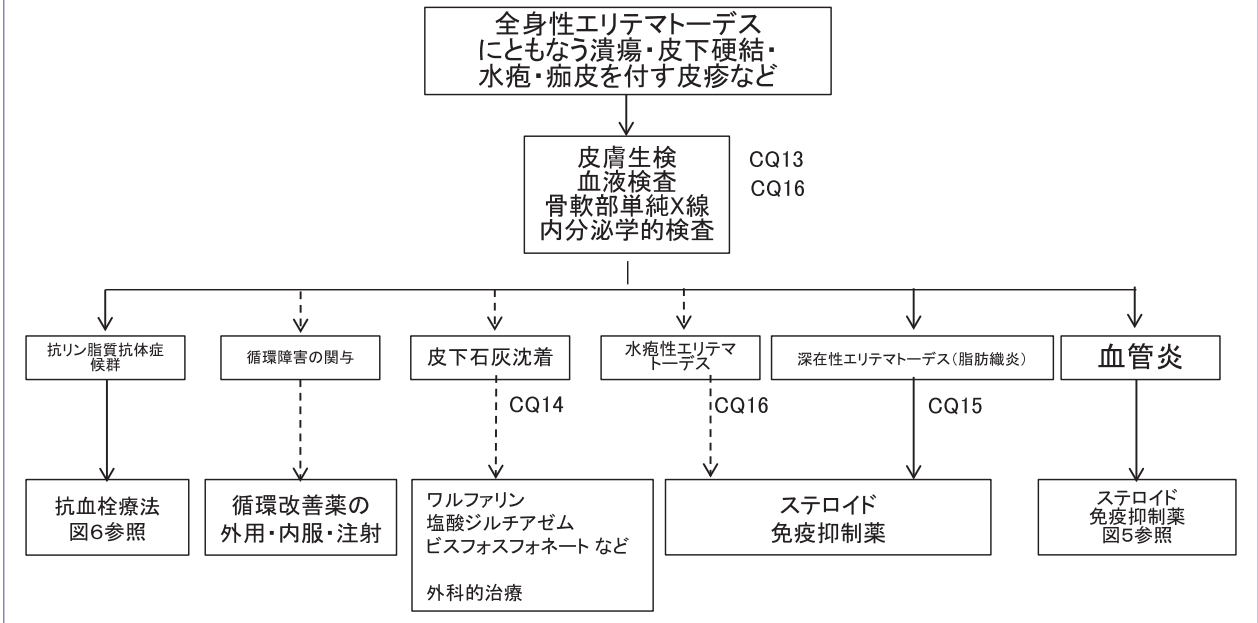 全身性エリテマトーデス
にともなう潰瘍・皮下硬結・
水疱・痂皮を付す皮疹など
皮膚生検
血液検査
骨軟部単純X線
内分泌学的検査
CQ13
CQ16
抗リン脂質抗体症
候群
循環障害の関与
皮下石灰沈着
水疱性エリテマ
トーデス
深在性エリテマトーデス(脂肪織炎)
血管炎
CQ14
CQ16
CQ15
抗血栓療法
図6参照
循環改善薬の
外用・内服・注射
ワルファリン
塩酸ジルチアゼム
ビスフォスフォネート など
外科的治療
ステロイド
免疫抑制薬
ステロイド
免疫抑制薬
図5参照